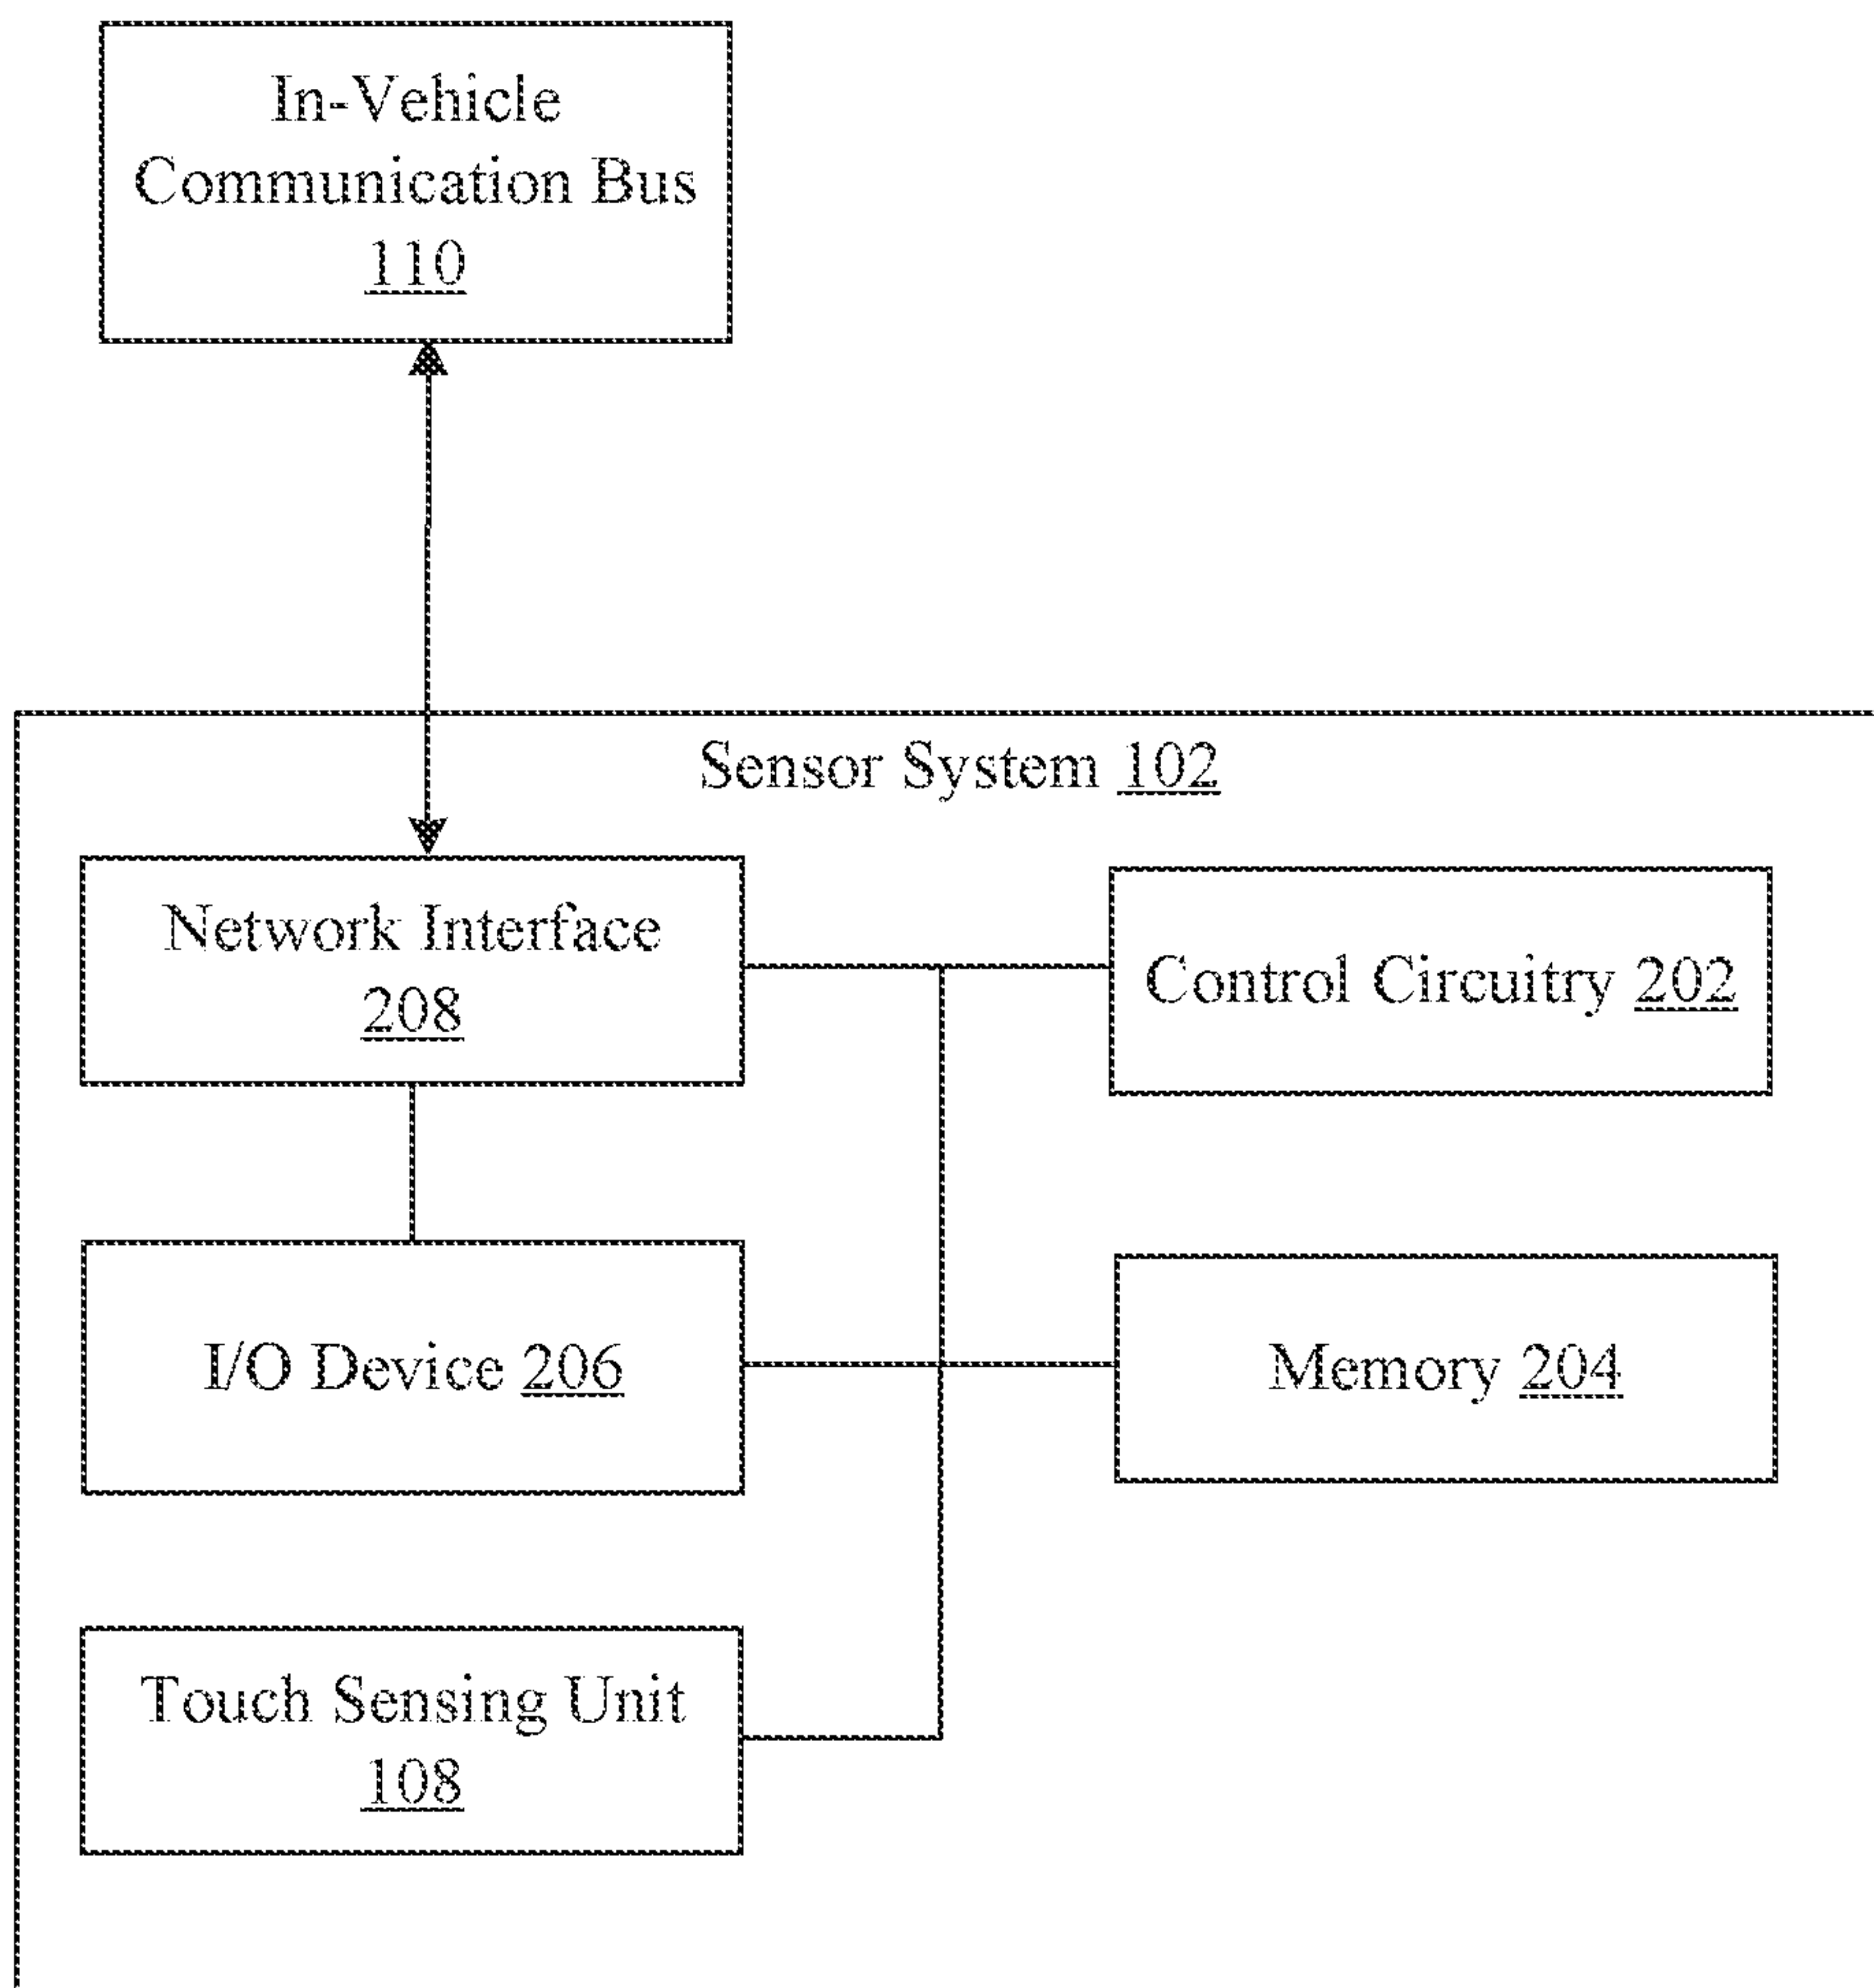 In-Vehicle
Communication Bus
110
Sensor System 102
Network Interface
208
Control Circuitry 202
I/O Device 206
Memory 204
Touch Sensing Unit
108